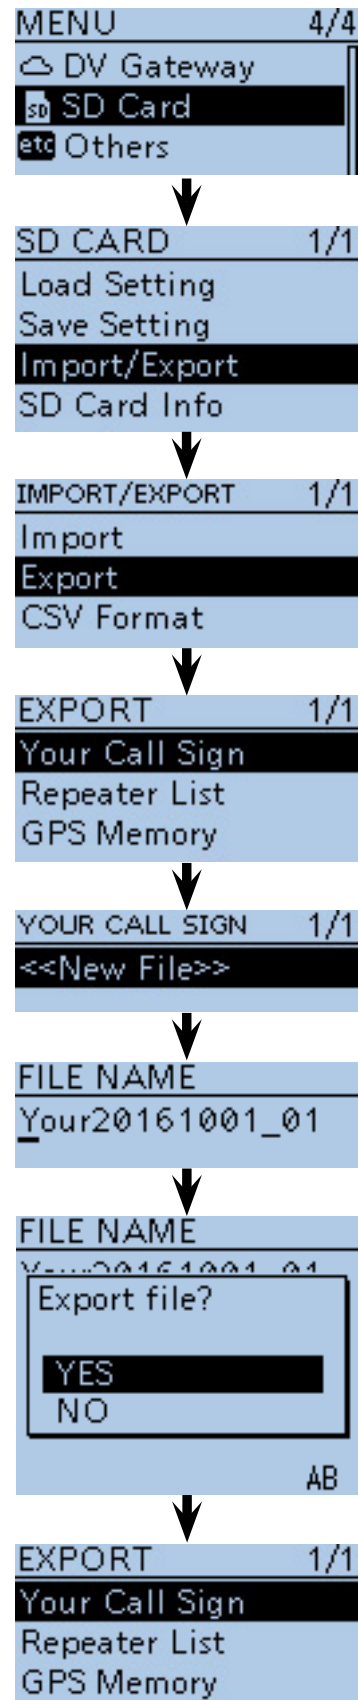 MENU 4/4
DV Gateway
SD SD Card
etc Others
SD CARD 1/1
Load Setting
Save Setting
Import/Export
SD Card Info
IMPORT/EXPORT 1/1
Import
Export
CSV Format
EXPORT 1/1
Your Call Sign
Repeater List
GPS Memory
YOUR CALL SIGN 1/1
<<New File>>
FILE NAME
Your20161001_01
FILE NAME
Your20161001_01
Export file?
YES
NO
AB
EXPORT 1/1
Your Call Sign
Repeater List
GPS Memory